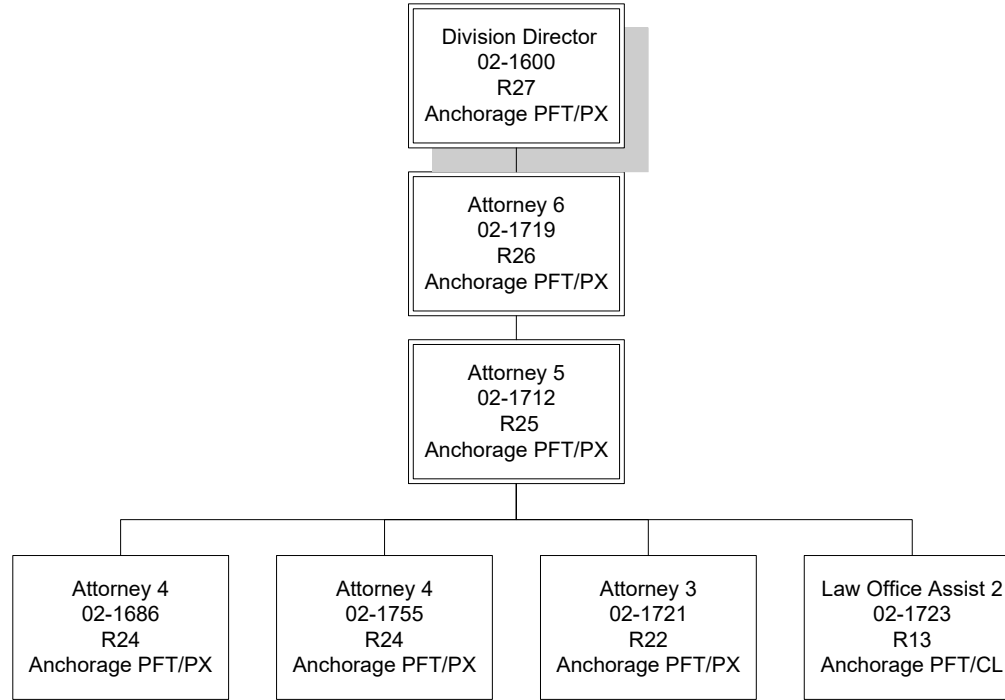 Division Director
02-1600
R27
Anchorage PFT/PX
Attorney 6
02-1719
R26
Anchorage PFT/PX
Attorney 5
02-1712
R25
Anchorage PFT/PX
Attorney 4
02-1686
R24
Anchorage PFT/PX
Attorney 4
02-1755
R24
Anchorage PFT/PX
Attorney 3
02-1721
R22
Anchorage PFT/PX
Law Office Assist 2
02-1723
R13
Anchorage PFT/CL